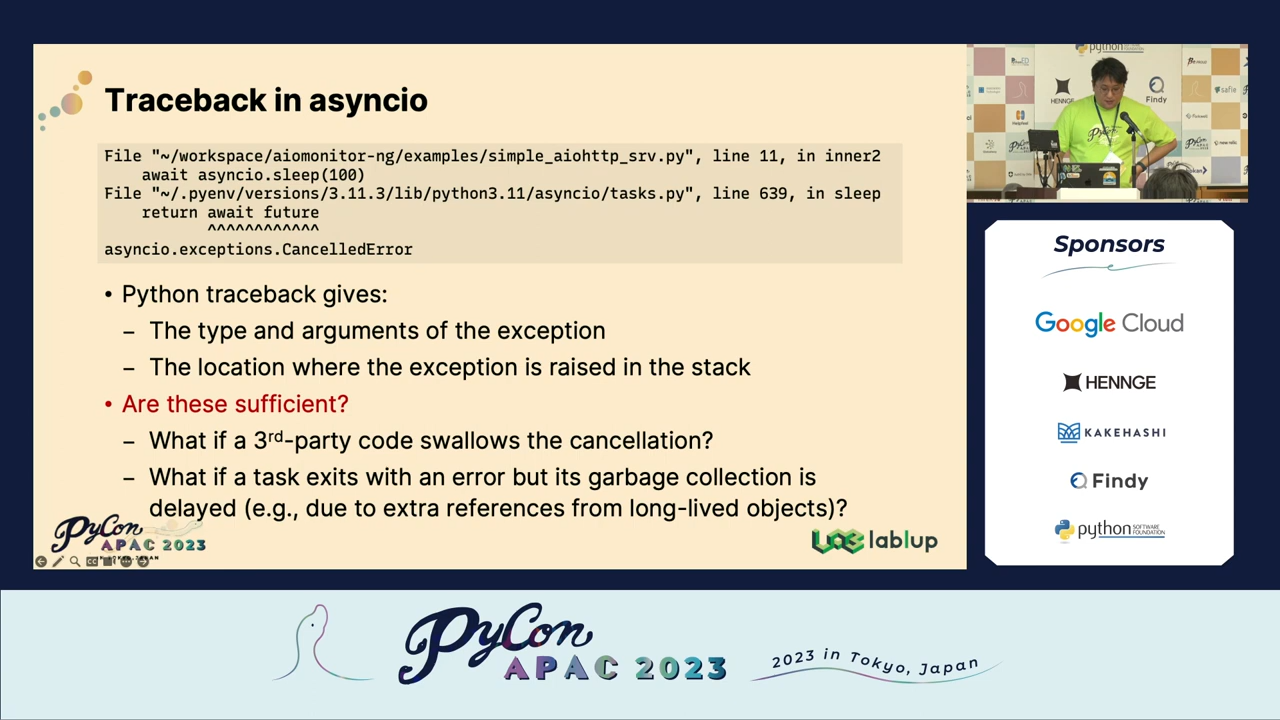 Traceback in asyncio
File "~/workspace/aiomonitor-ng/examples/simple_aiohttp_srv.py", line 11, in inner2
await asyncio.sleep(100)
File "~/.pyenv/versions/3.11.3/lib/python3.11/asyncio/tasks.py", line 639, in sleep
return await future
^^^^^^^^^^^^
asyncio.exceptions.CancelledError
• Python traceback gives:
– The type and arguments of the exception
– The location where the exception is raised in the stack
• Are these sufficient?
– What if a 3rd-party code swallows the cancellation?
– What if a task exits with an error but its garbage collection is
delayed (e.g., due to extra references from long-lived objects)?
PyCon
APAC 2023
lablup
python
HENNGE
Findy
safie
Sponsors
Google Cloud
HENNGE
KAKEHASHI
Findy
python SOFTWARE FOUNDATION
PyCon
APAC 2023
2023 in Tokyo, Japan